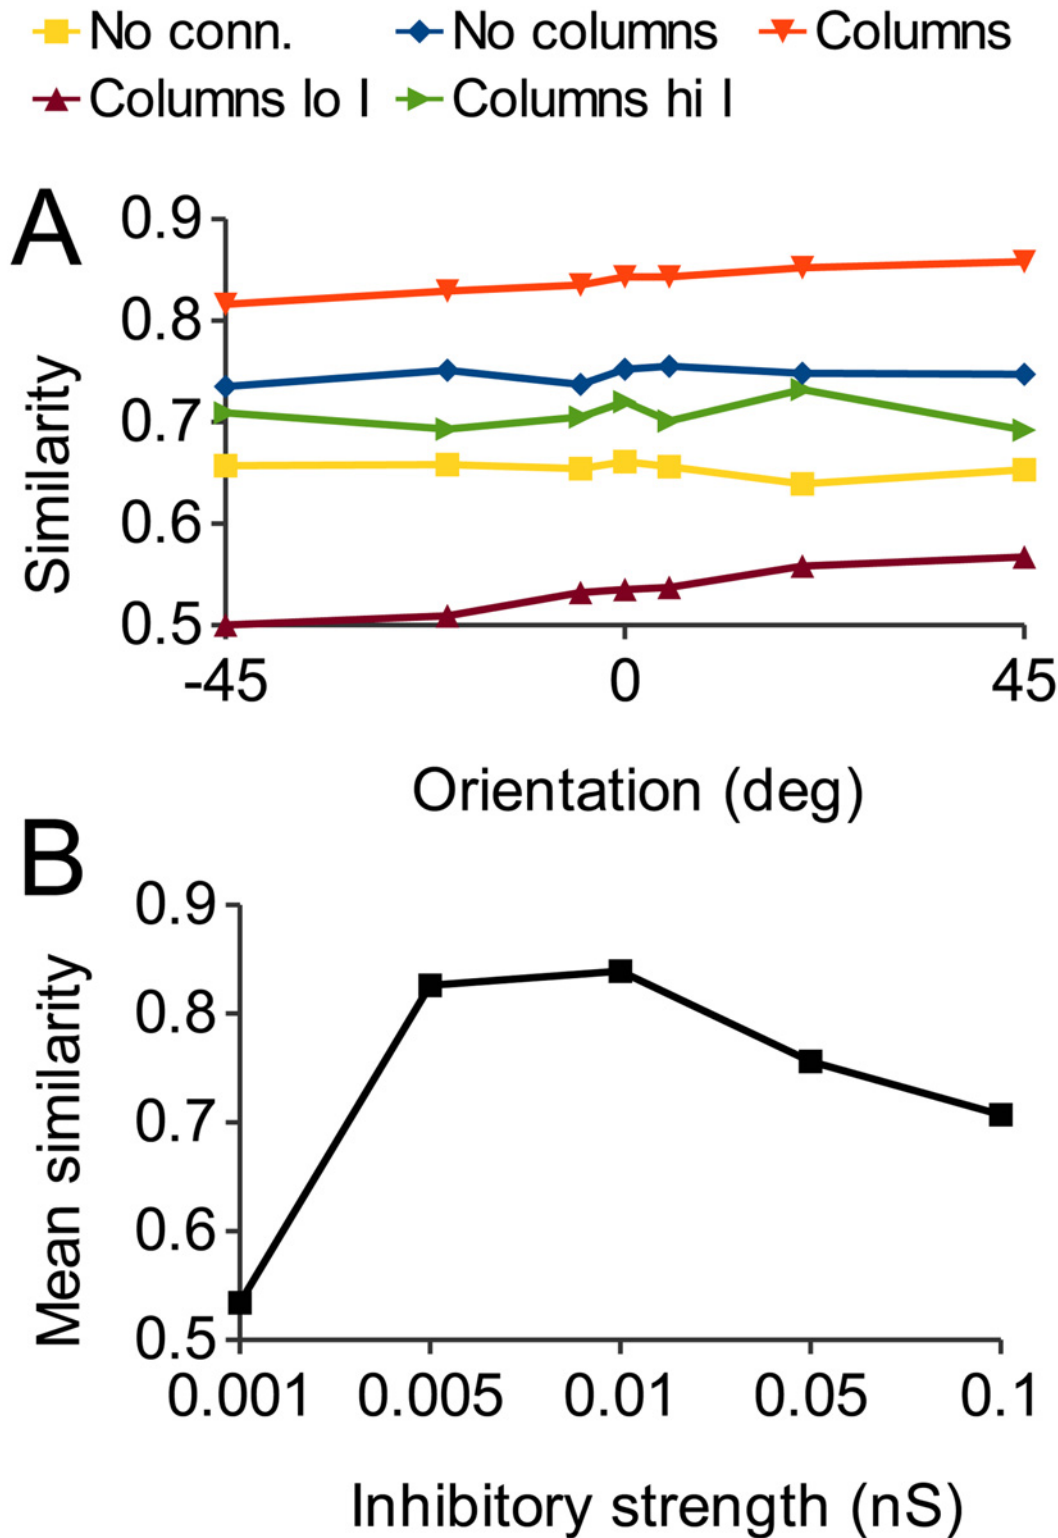 No conn. No columns Columns
Columns lo I Columns hi I
A
0.9
0.8
0.7
0.6
0.5
Similarity
-45 0 45
Orientation (deg)
B
0.9
0.8
0.7
0.6
0.5
Mean similarity
0.001 0.005 0.01 0.05 0.1
Inhibitory strength (nS)